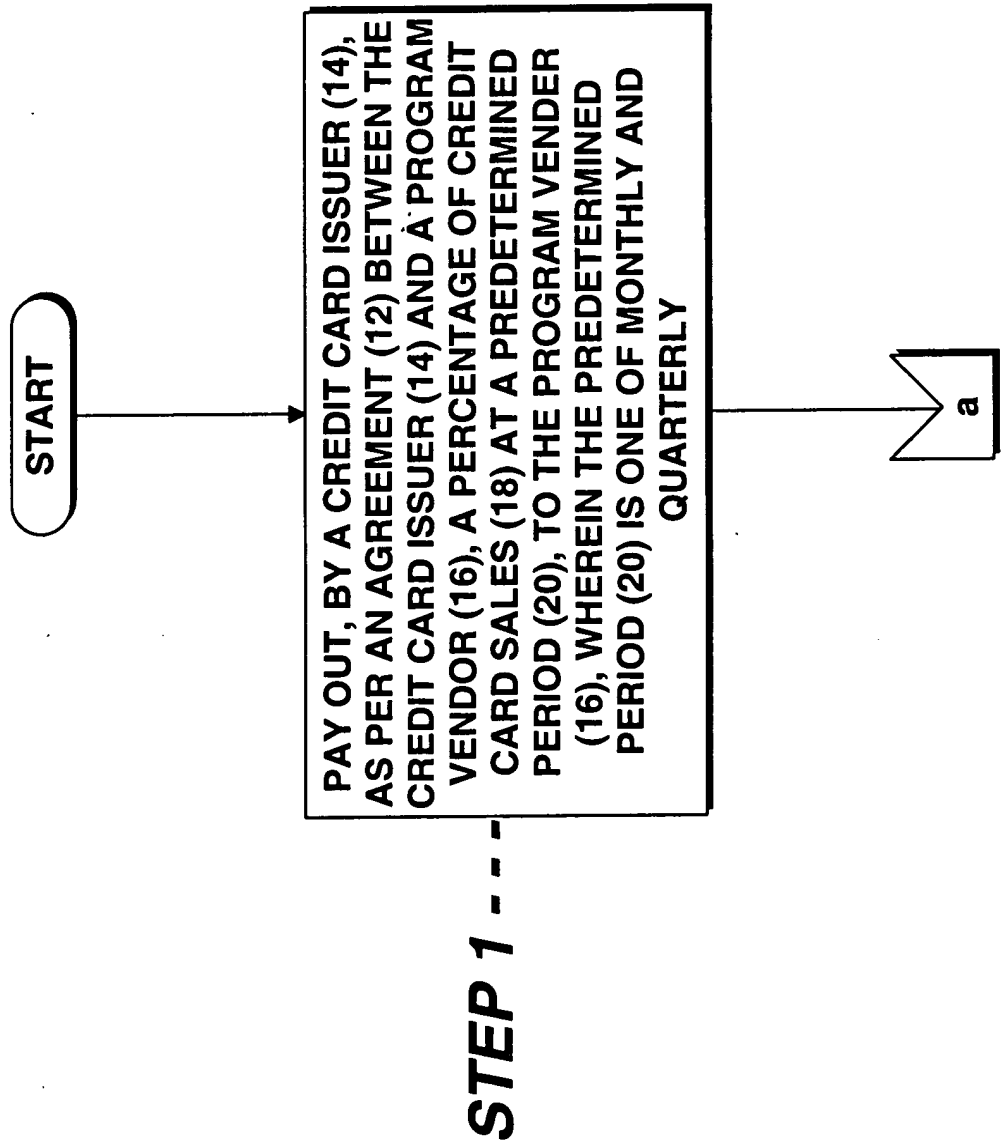 START
PAY OUT, BY A CREDIT CARD ISSUER (14),
AS PER AN AGREEMENT (12) BETWEEN THE
CREDIT CARD ISSUER (14) AND A PROGRAM
VENDOR (16), A PERCENTAGE OF CREDIT
CARD SALES (18) AT A PREDETERMINED
PERIOD (20), TO THE PROGRAM VENDER
(16), WHEREIN THE PREDETERMINED
PERIOD (20) IS ONE OF MONTHLY AND
QUARTERLY
STEP 1 - - -
a